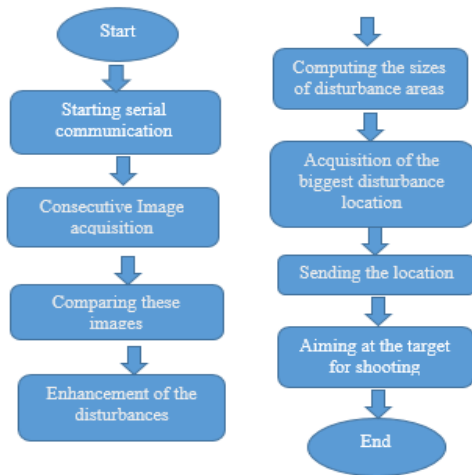 Start
Starting serial
communication
Consecutive Image
acquisition
Comparing these
images
Enhancement of the
disturbances
Computing the sizes
of disturbance areas
Acquisition of the
biggest disturbance
location
Sending the location
Aiming at the target
for shooting
End